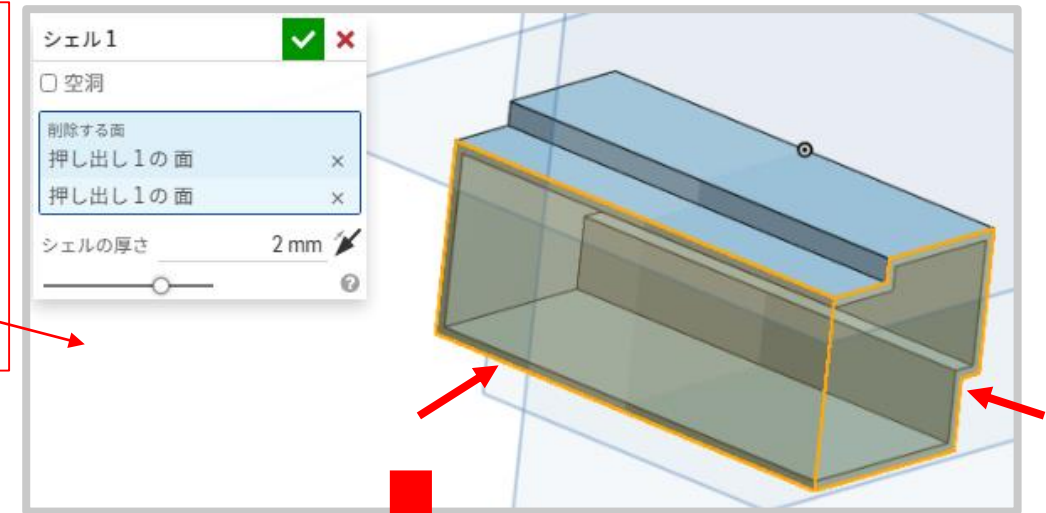 シェル 1
空洞
削除する面
押し出し 1 の 面
押し出し 1 の 面
シェルの厚さ 2 mm